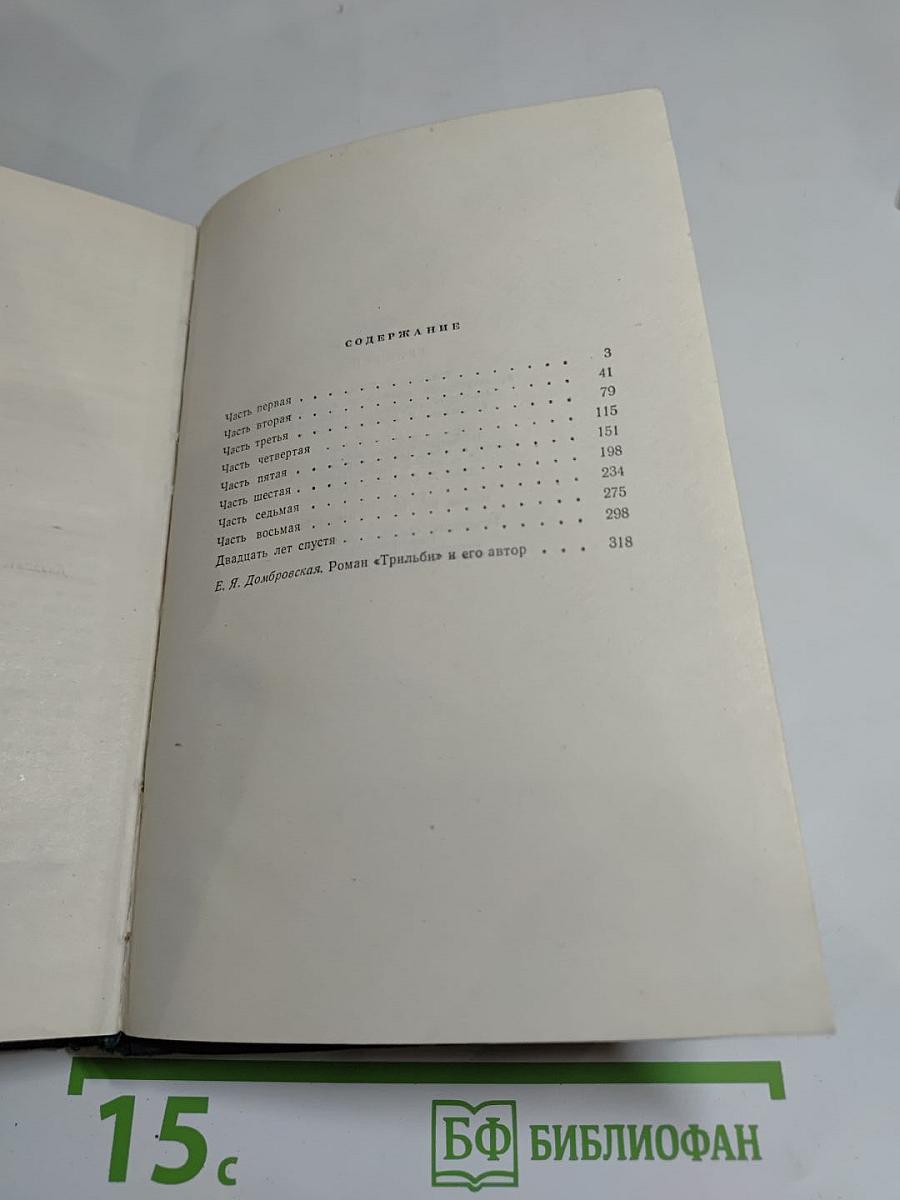 СОДЕРЖАНИЕ
Часть первая . . . . . . . . . . . . . . . . . . . . 3
Часть вторая . . . . . . . . . . . . . . . . . . . . 41
Часть третья . . . . . . . . . . . . . . . . . . . . 79
Часть четвертая . . . . . . . . . . . . . . . . . . 115
Часть пятая . . . . . . . . . . . . . . . . . . . . 151
Часть шестая . . . . . . . . . . . . . . . . . . . . 198
Часть седьмая . . . . . . . . . . . . . . . . . . . 234
Часть восьмая . . . . . . . . . . . . . . . . . . . 275
Двадцать лет спустя . . . . . . . . . . . . . . . . 298
Е. Я. Домбровская. Роман «Трильби» и его автор . . . 318
15 с
БФ БИБЛИОФАН